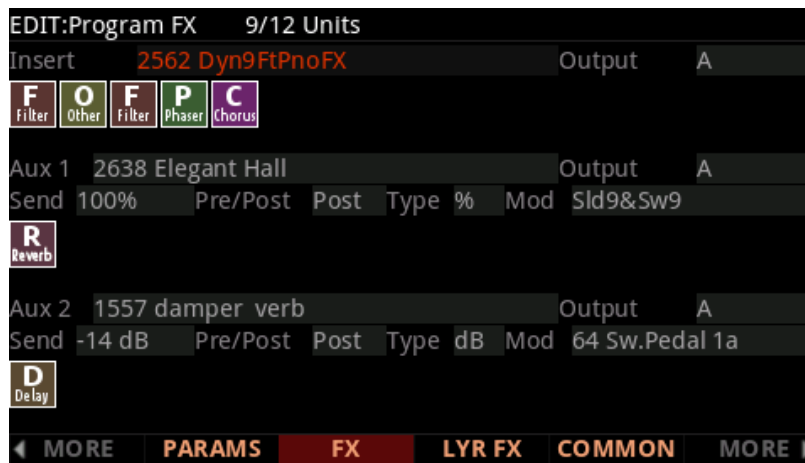 EDIT:Program FX 9/12 Units
Insert 2562 Dyn9FtPnoFX Output A
F O F P C
Filter Other Filter Phaser Chorus
Aux 1 2638 Elegant Hall Output A
Send 100% Pre/Post Post Type % Mod Sld9&Sw9
R
Reverb
Aux 2 1557 damper verb Output A
Send -14 dB Pre/Post Post Type dB Mod 64 Sw.Pedal 1a
D
Delay
MORE PARAMS FX LYR FX COMMON MORE